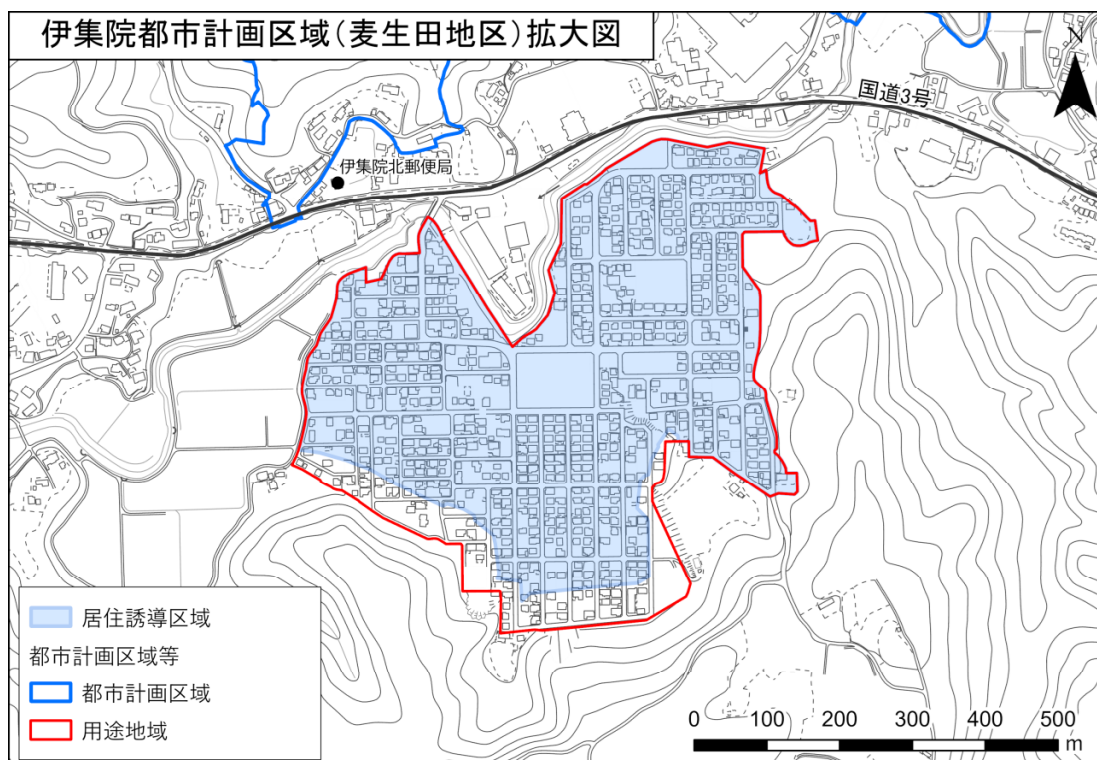 伊集院都市計画区域(麦生田地区)拡大図
N
国道3号
伊集院北郵便局
居住誘導区域
都市計画区域等
都市計画区域
用途地域
0 100 200 300 400 500
m